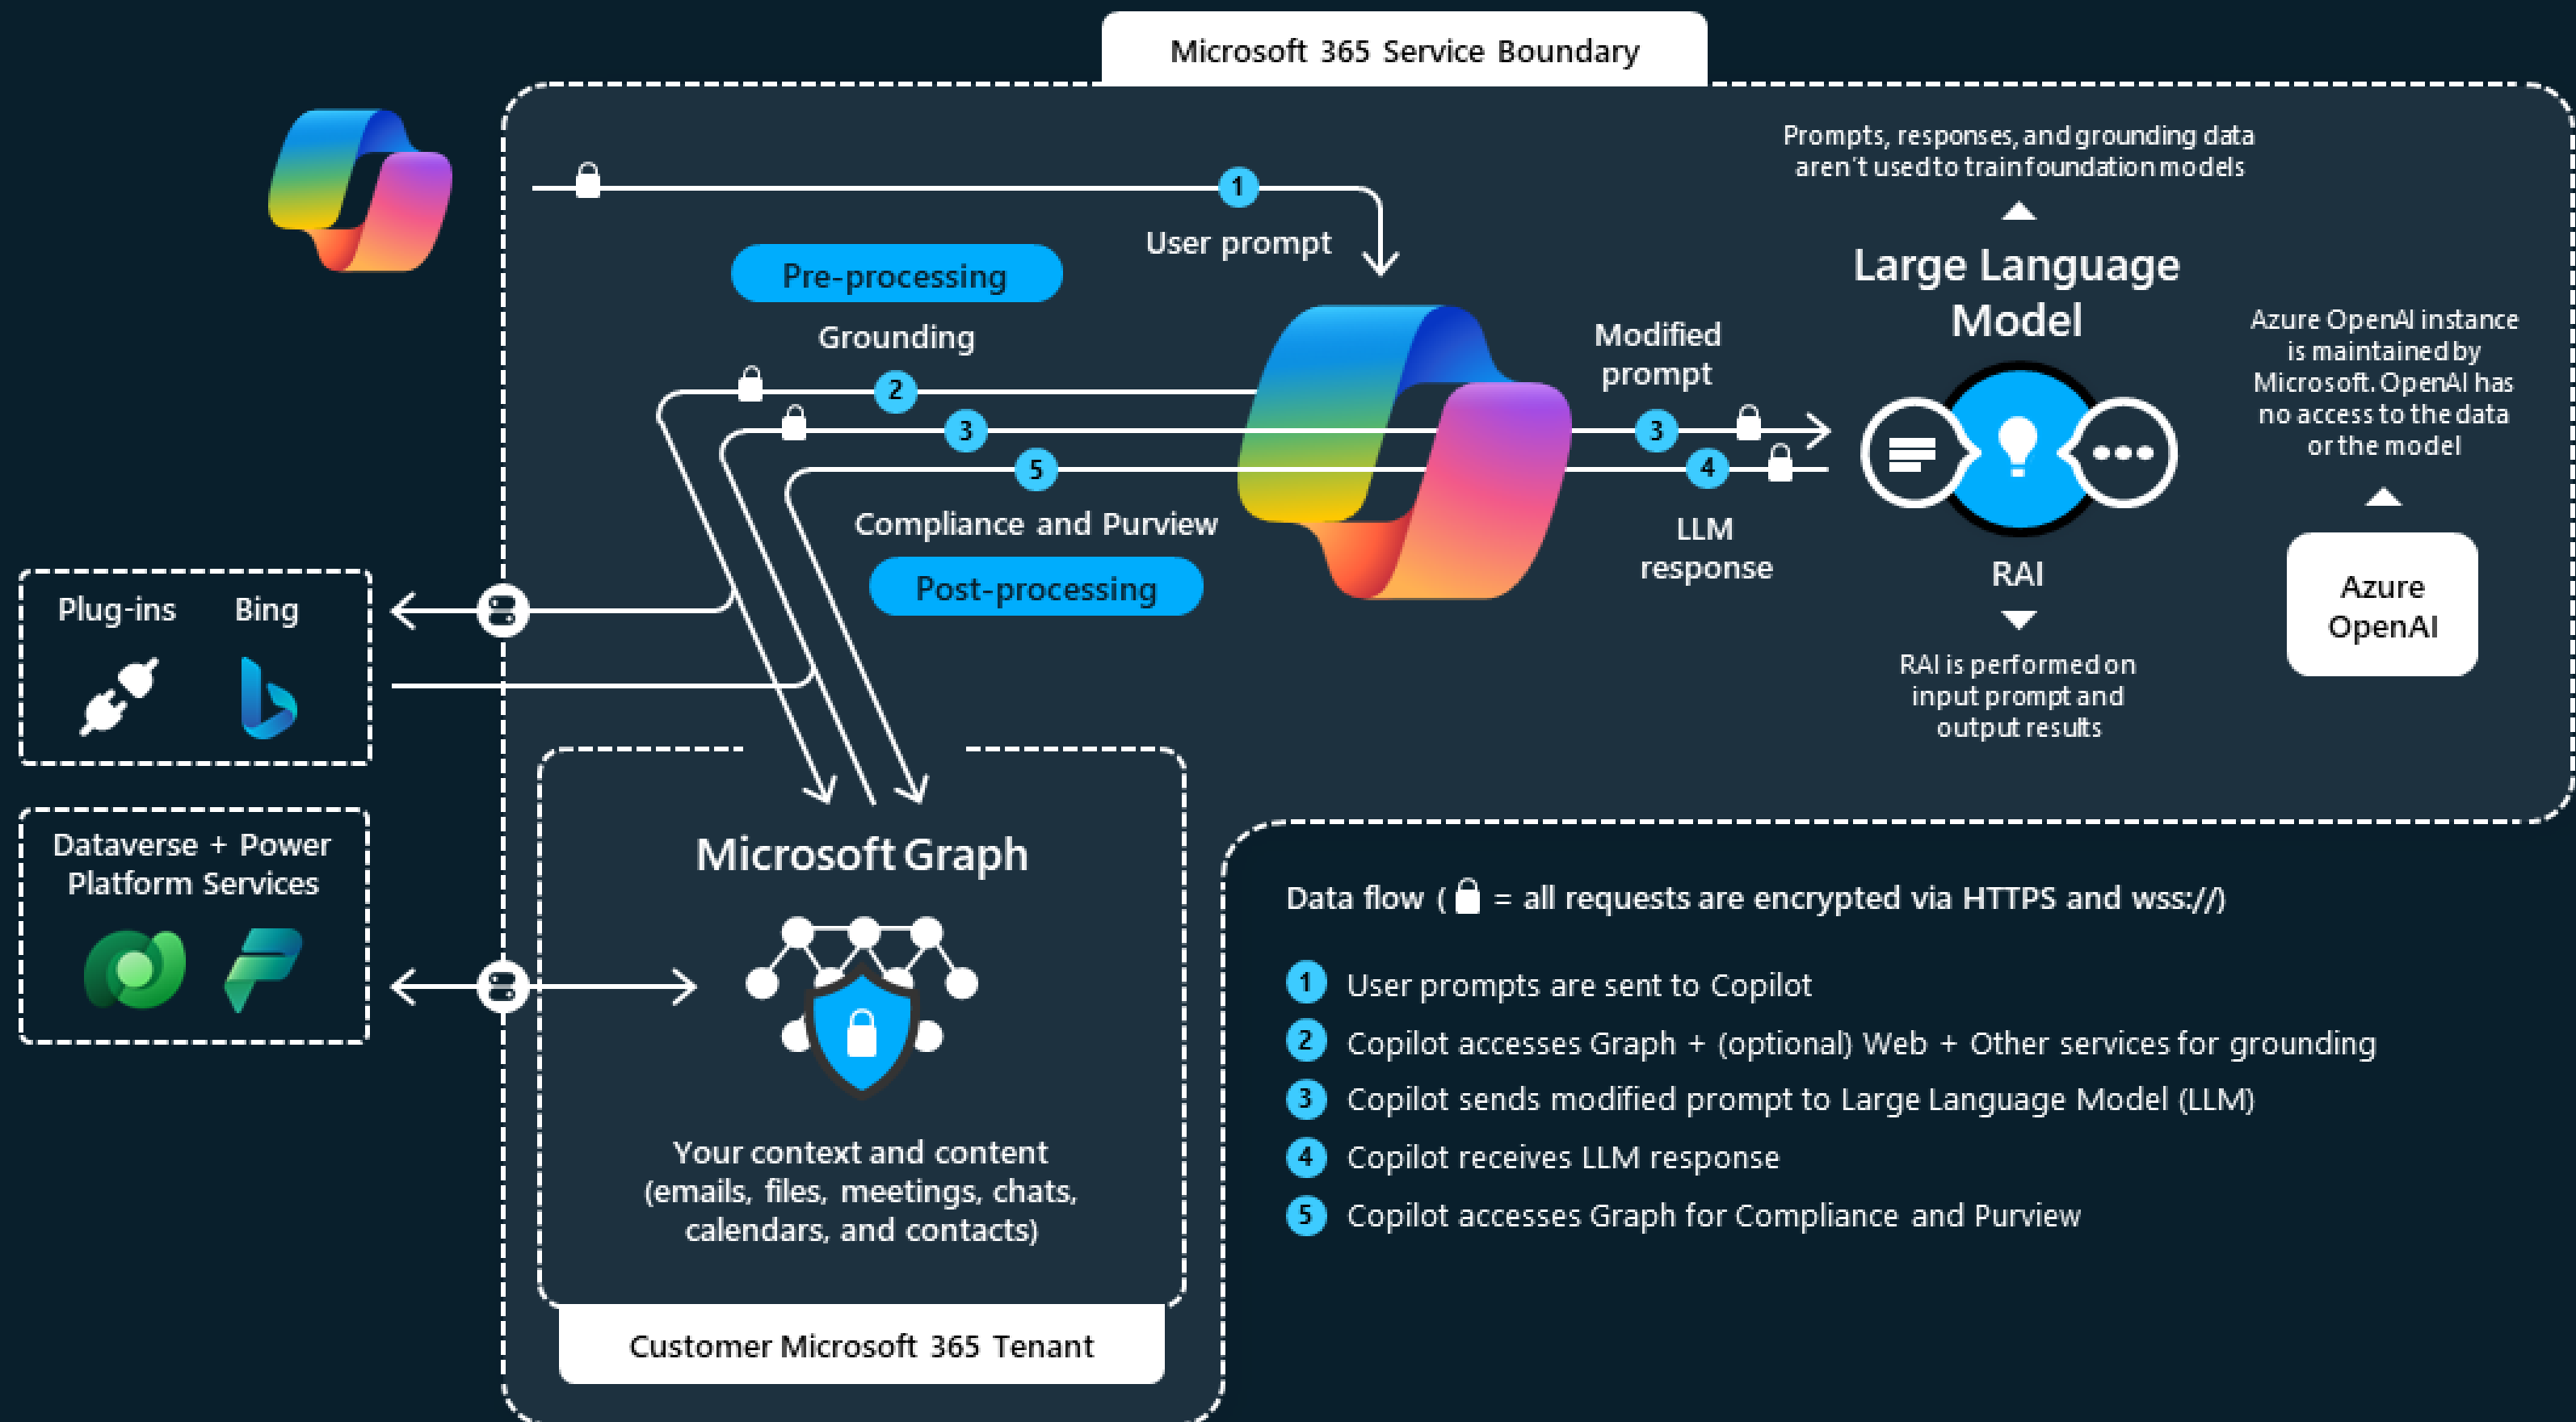 Microsoft 365 Service Boundary
Prompts, responses, and grounding data
aren't used to train foundation models
1
User prompt
Pre-processing
Grounding
2
3
5
Compliance and Purview
Post-processing
Modified
prompt
3
4
LLM
response
Large Language
Model
RAI
RAI is performed on
input prompt and
output results
Azure OpenAI instance
is maintained by
Microsoft. OpenAI has
no access to the data
or the model
Azure
OpenAI
Plug-ins Bing
Dataverse + Power
Platform Services
Microsoft Graph
Your context and content
(emails, files, meetings, chats,
calendars, and contacts)
Customer Microsoft 365 Tenant
Data flow ( = all requests are encrypted via HTTPS and wss://)
1 User prompts are sent to Copilot
2 Copilot accesses Graph + (optional) Web + Other services for grounding
3 Copilot sends modified prompt to Large Language Model (LLM)
4 Copilot receives LLM response
5 Copilot accesses Graph for Compliance and Purview